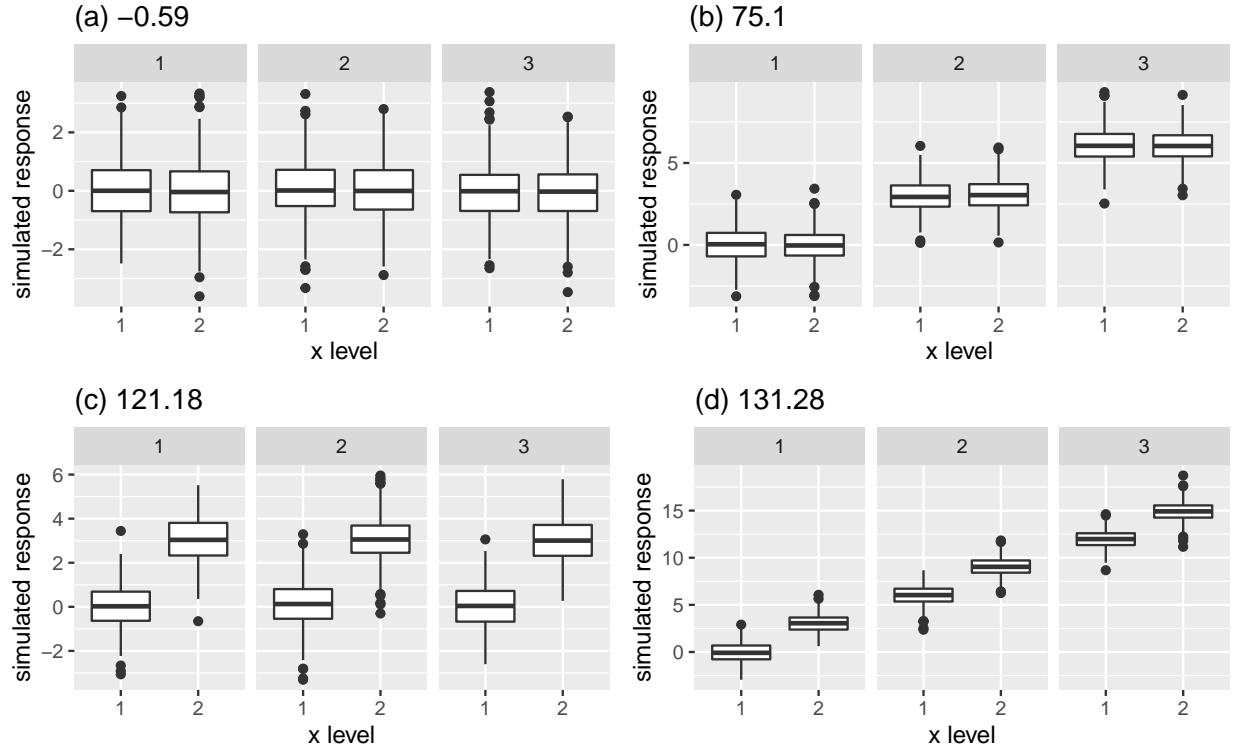 (a) −0.59
1 2 3
simulated response
2
0
−2
1 2 1 2 1 2
x level
(b) 75.1
1 2 3
simulated response
5
0
1 2 1 2 1 2
x level
(c) 121.18
1 2 3
simulated response
6
4
2
0
−2
1 2 1 2 1 2
x level
(d) 131.28
1 2 3
simulated response
15
10
5
0
1 2 1 2 1 2
x level